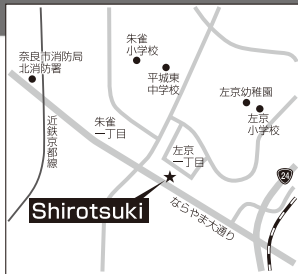 奈良市消防局
北消防署
朱雀
小学校
平城東
中学校
左京幼稚園
左京
小学校
近鉄京都線
朱雀
一丁目
左京
一丁目
24
Shirotsuki
ならやま大通り